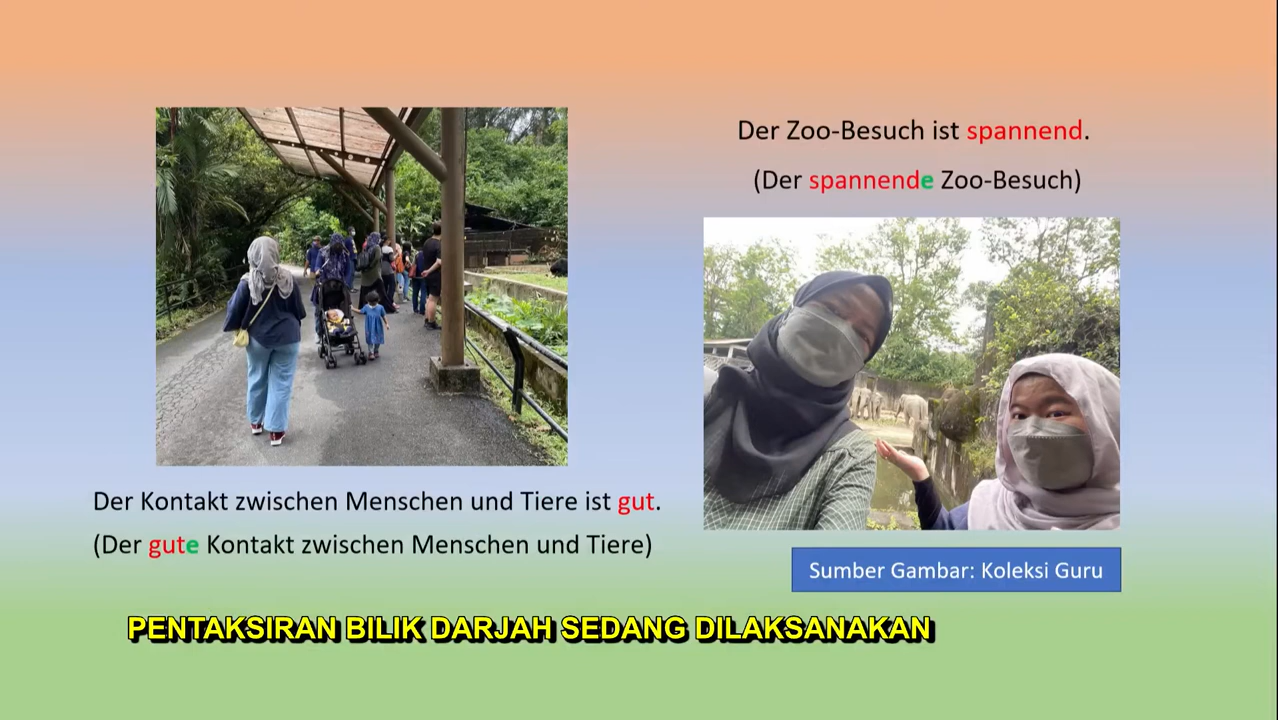 Der Zoo-Besuch ist spannend.
(Der spannende Zoo-Besuch)
Der Kontakt zwischen Menschen und Tiere ist gut.
(Der gute Kontakt zwischen Menschen und Tiere)
Sumber Gambar: Koleksi Guru
PENTAKSIRAN BILIK DARJAH SEDANG DILAKSANAKAN